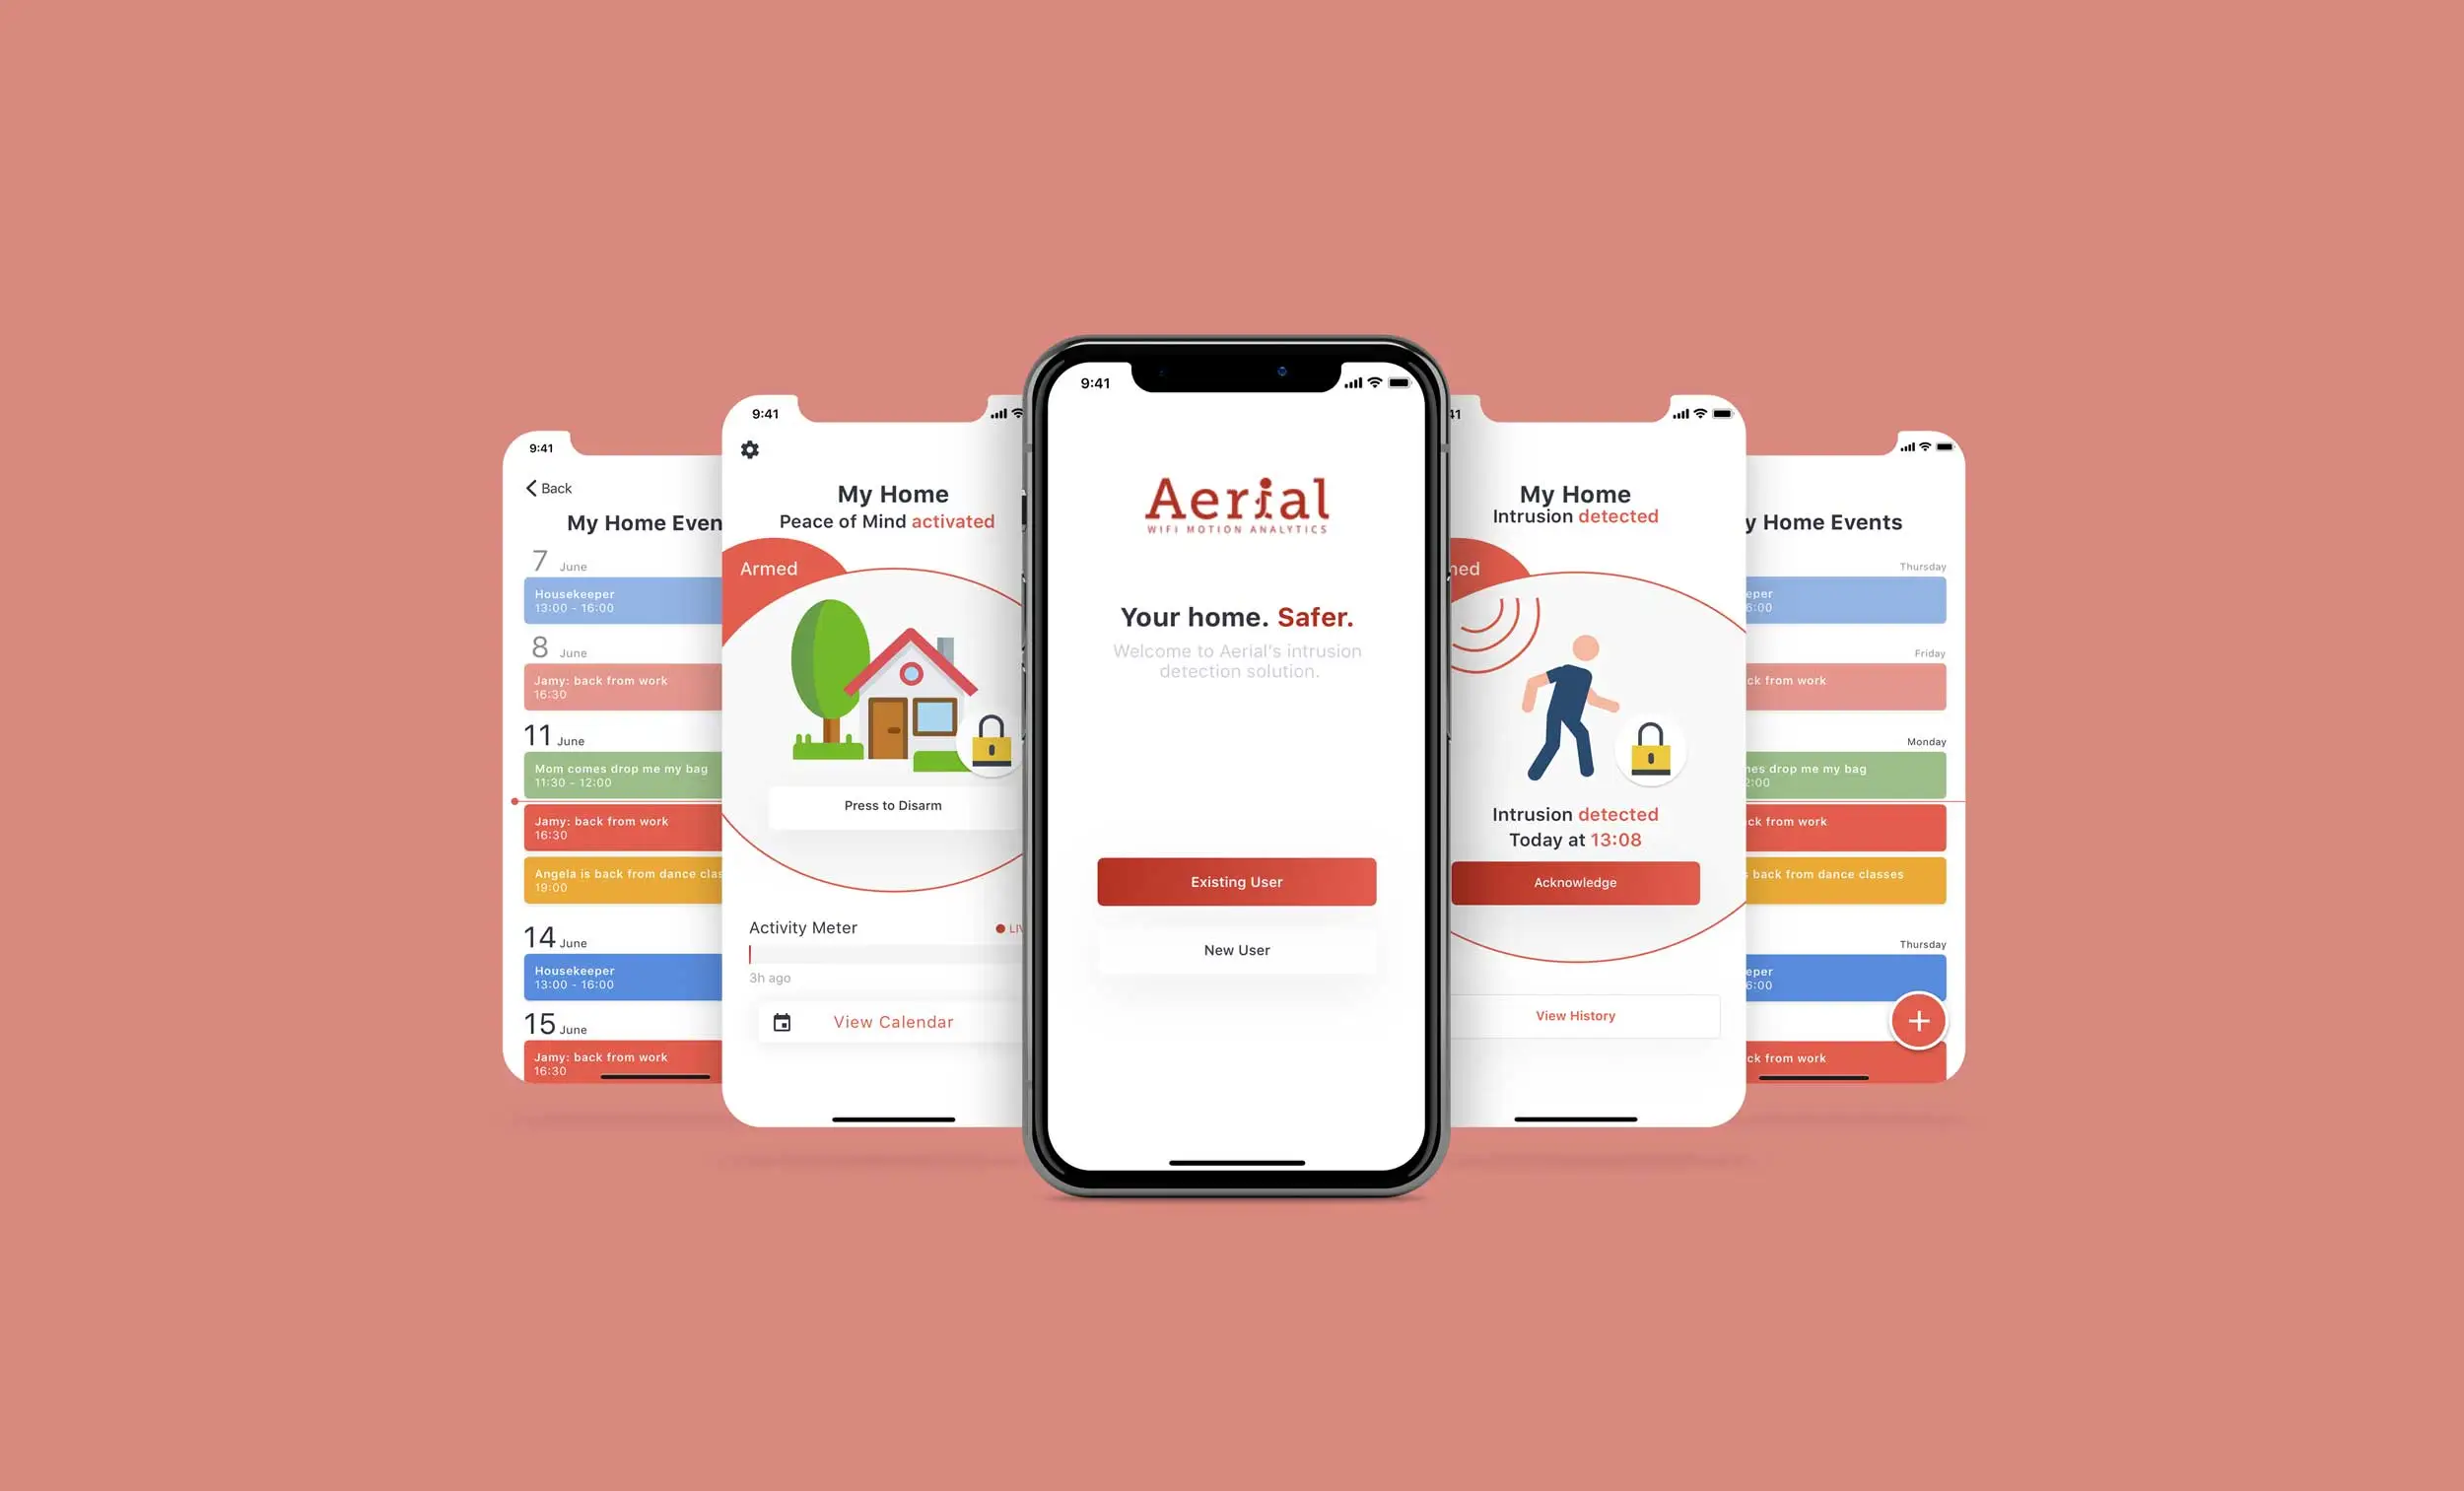 9:41
Back
My Home Even
7 June
Housekeeper
13:00 - 16:00
8 June
Jamy: back from work
16:30
11 June
Mom comes drop me my bag
11:30 - 12:00
Jamy: back from work
16:30
Angela is back from dance clas
19:00
14 June
Housekeeper
13:00 - 16:00
15 June
Jamy: back from work
16:30
9:41
My Home
Peace of Mind activated
Armed
Press to Disarm
Activity Meter
LIV
3h ago
View Calendar
9:41
Aerial
WIFI MOTION ANALYTICS
Your home. Safer.
Welcome to Aerial's intrusion
detection solution.
Existing User
New User
41
My Home
Intrusion detected
med
Intrusion detected
Today at 13:08
Acknowledge
View History
y Home Events
Thursday
eper
6:00
Friday
ck from work
Monday
mes drop me my bag
2:00
ck from work
s back from dance classes
Thursday
eper
6:00
ck from work